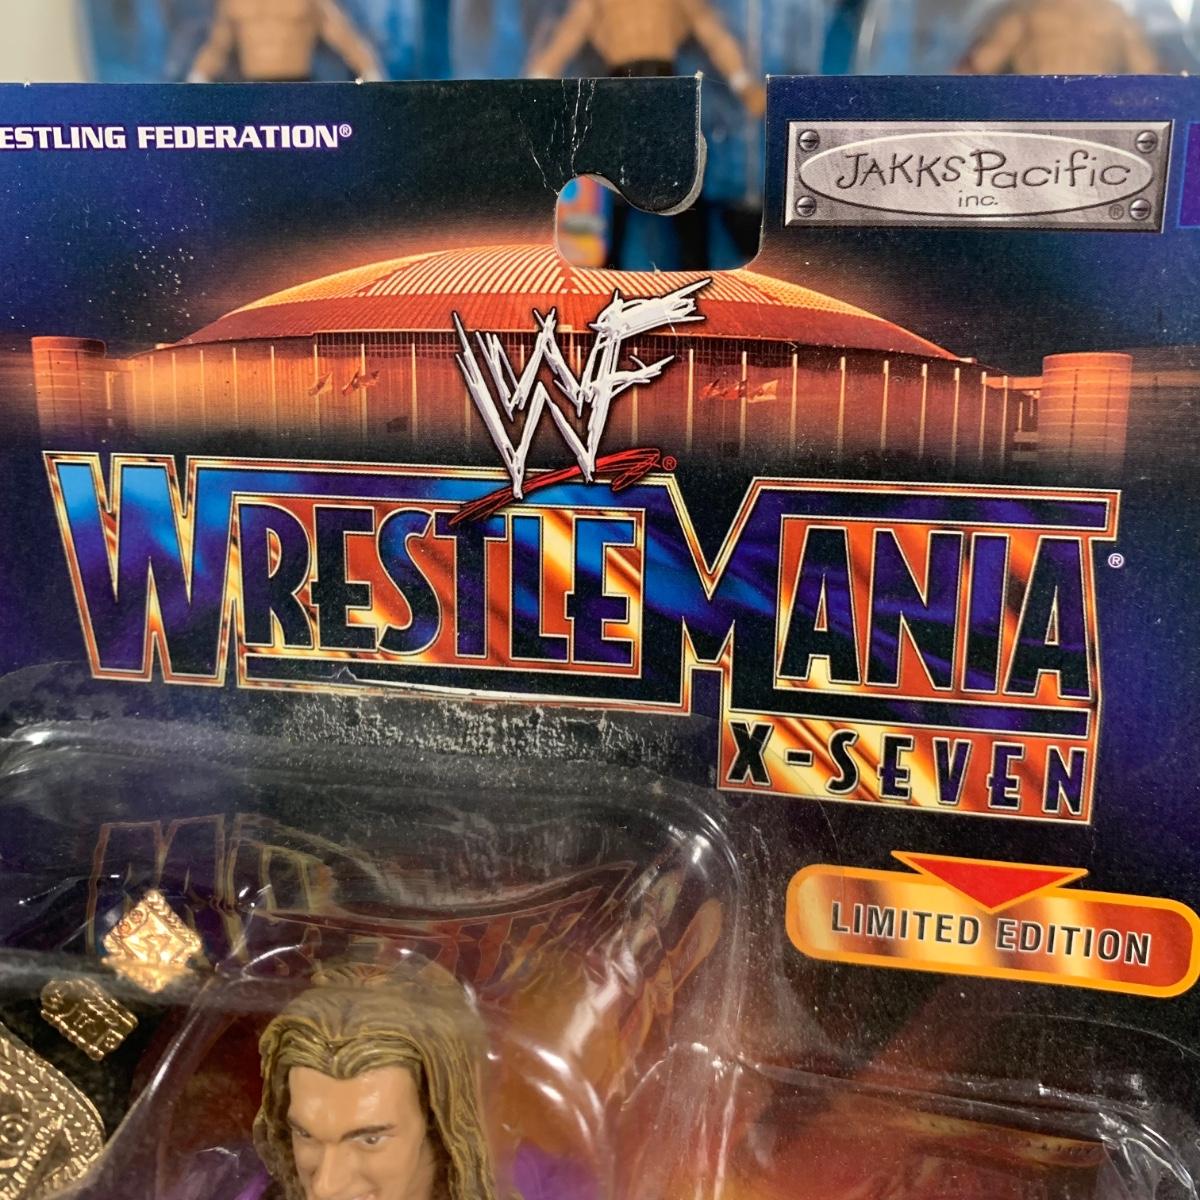 ESTLING FEDERATION®
JAKKS Pacific
inc.
®
WF
®
WRESTLEMANIA®
X-SEVEN
LIMITED EDITION